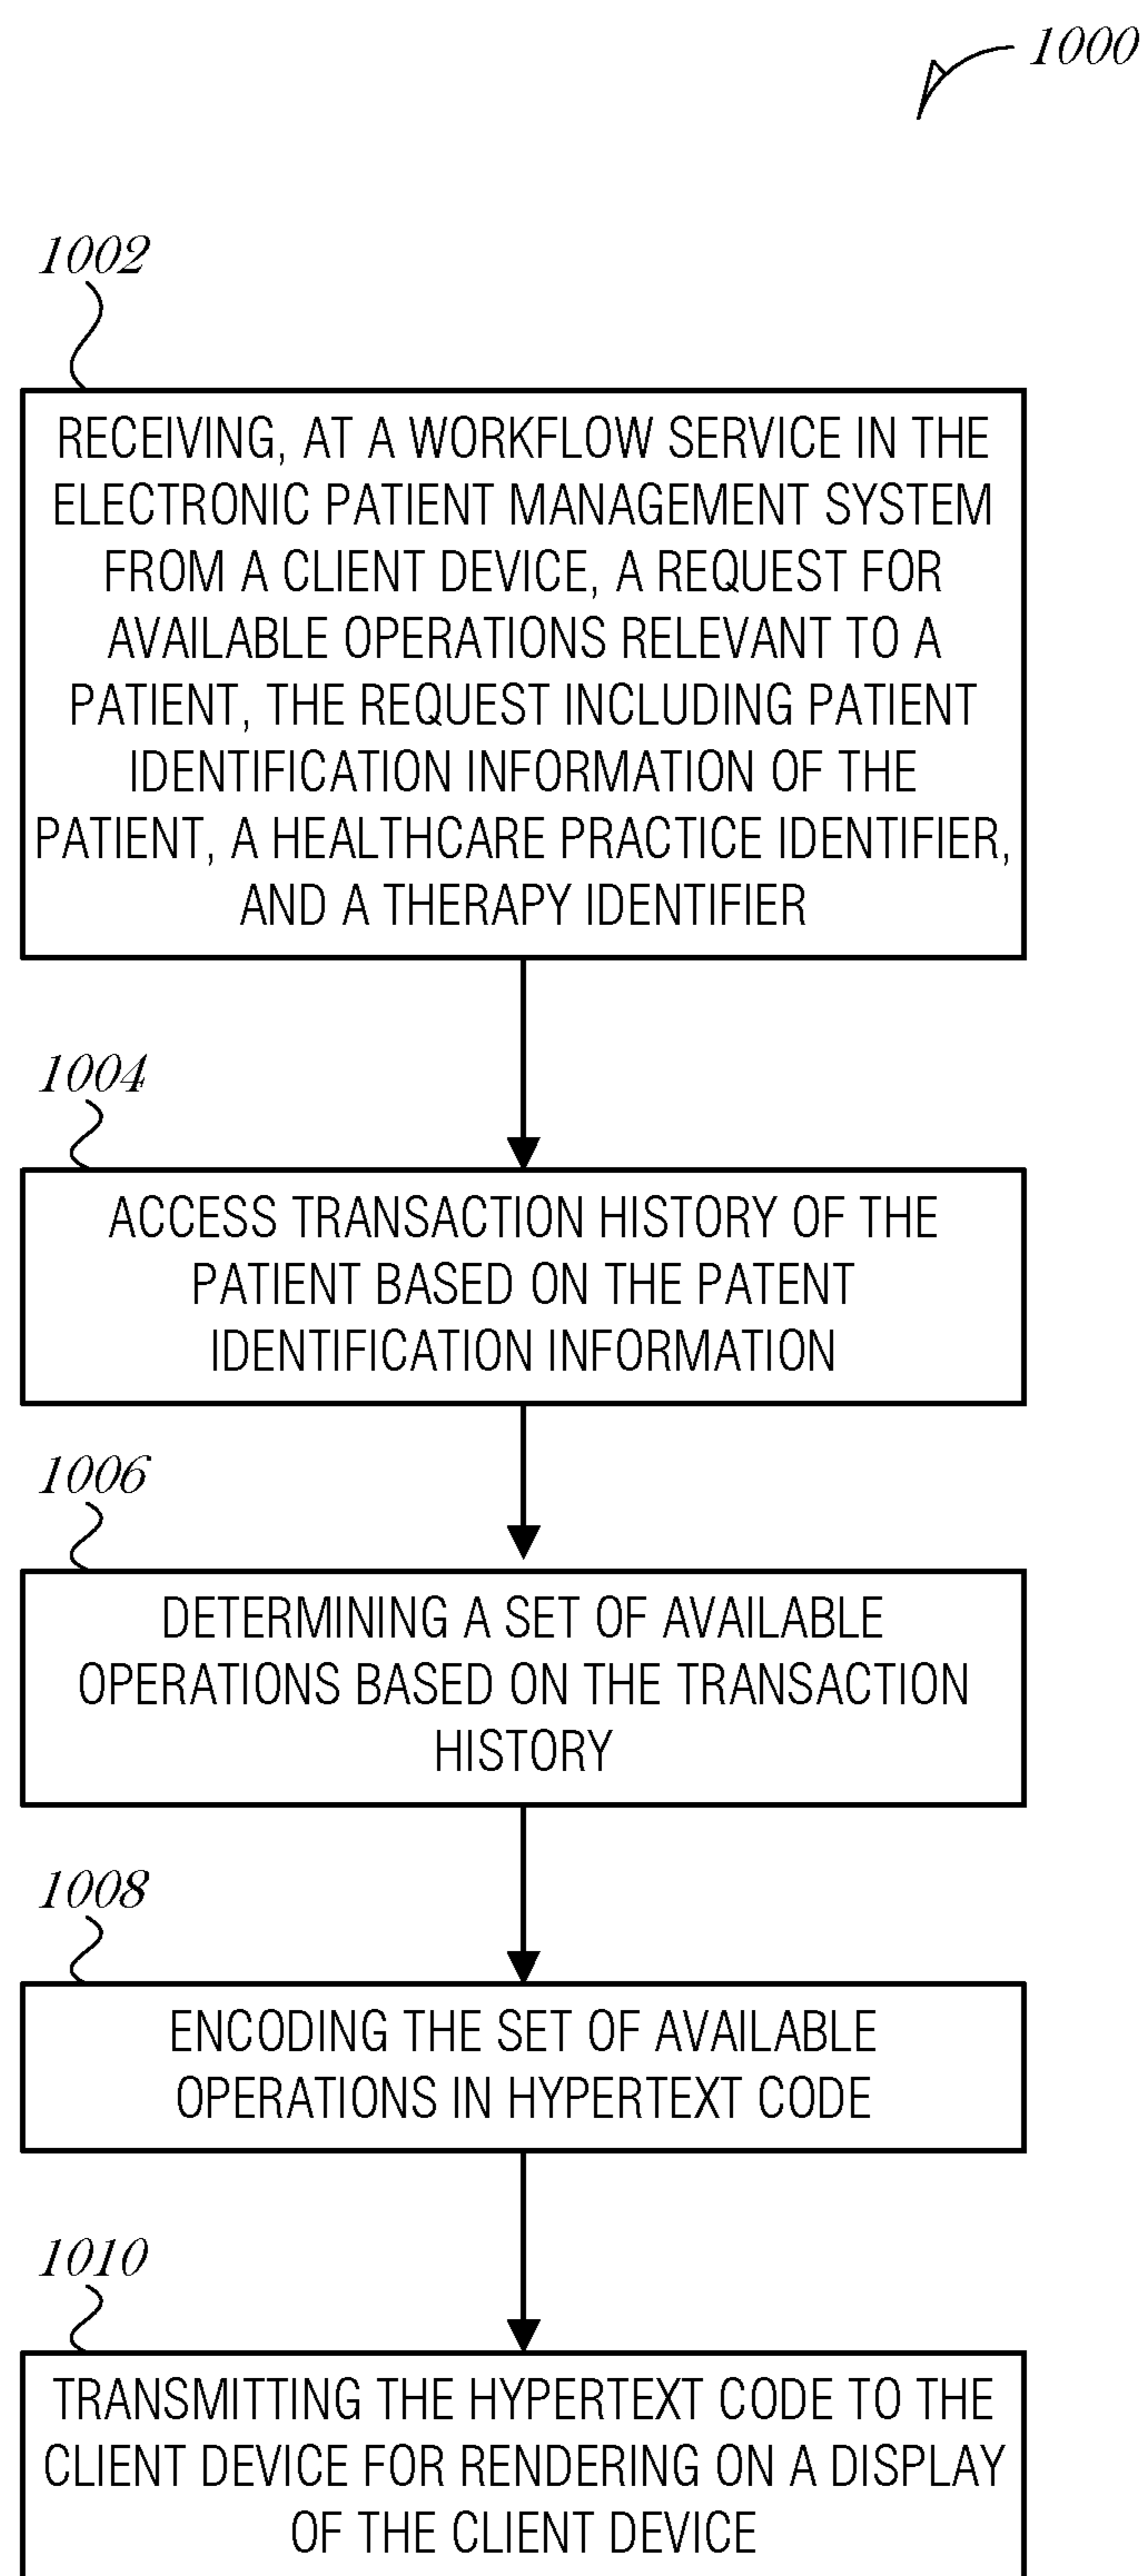 1000
1002
RECEIVING, AT A WORKFLOW SERVICE IN THE
ELECTRONIC PATIENT MANAGEMENT SYSTEM
FROM A CLIENT DEVICE, A REQUEST FOR
AVAILABLE OPERATIONS RELEVANT TO A
PATIENT, THE REQUEST INCLUDING PATIENT
IDENTIFICATION INFORMATION OF THE
PATIENT, A HEALTHCARE PRACTICE IDENTIFIER,
AND A THERAPY IDENTIFIER
1004
ACCESS TRANSACTION HISTORY OF THE
PATIENT BASED ON THE PATENT
IDENTIFICATION INFORMATION
1006
DETERMINING A SET OF AVAILABLE
OPERATIONS BASED ON THE TRANSACTION
HISTORY
1008
ENCODING THE SET OF AVAILABLE
OPERATIONS IN HYPERTEXT CODE
1010
TRANSMITTING THE HYPERTEXT CODE TO THE
CLIENT DEVICE FOR RENDERING ON A DISPLAY
OF THE CLIENT DEVICE